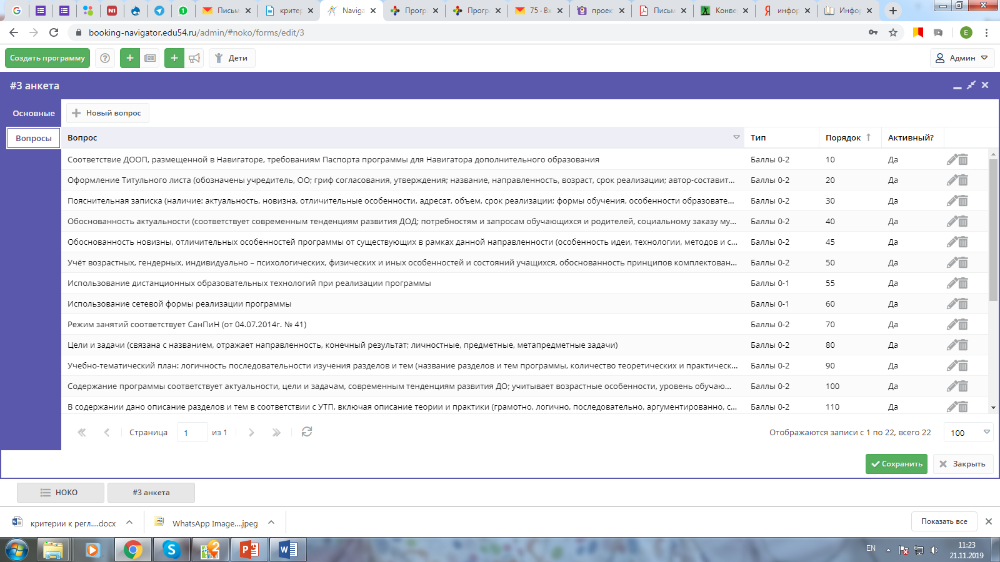 Письм
критер
Naviga
Прогр
Прогр
75 · Вх
проек
Письм
Конве
инфор
Инфор
booking-navigator.edu54.ru/admin/#noko/forms/edit/3
E
Создать программу
Дети
Админ
#3 анкета
Основные
Новый вопрос
Вопросы
Вопрос Тип Порядок Активный?
Соответствие ДООП, размещенной в Навигаторе, требованиям Паспорта программы для Навигатора дополнительного образования Баллы 0-2 10 Да
Оформление Титульного листа (обозначены учредитель, ОО; гриф согласования, утверждения; название, направленность, возраст, срок реализации; автор-составит... Баллы 0-2 20 Да
Пояснительная записка (наличие: актуальность, новизна, отличительные особенности, адресат, объем, срок реализации; формы обучения, особенности образовате... Баллы 0-2 30 Да
Обоснованность актуальности (соответствует современным тенденциям развития ДОД; потребностям и запросам обучающихся и родителей, социальному заказу му... Баллы 0-2 40 Да
Обоснованность новизны, отличительных особенностей программы от существующих в рамках данной направленности (особенность идеи, технологии, методов и с... Баллы 0-2 45 Да
Учёт возрастных, гендерных, индивидуально – психологических, физических и иных особенностей и состояний учащихся, обоснованность принципов комплектован... Баллы 0-2 50 Да
Использование дистанционных образовательных технологий при реализации программы Баллы 0-1 55 Да
Использование сетевой формы реализации программы Баллы 0-1 60 Да
Режим занятий соответствует СанПиН (от 04.07.2014г. № 41) Баллы 0-2 70 Да
Цели и задачи (связана с названием, отражает направленность, конечный результат; личностные, предметные, метапредметные задачи) Баллы 0-2 80 Да
Учебно-тематический план: логичность последовательности изучения разделов и тем (название разделов и тем программы, количество теоретических и практическ... Баллы 0-2 90 Да
Содержание программы соответствует актуальности, цели и задачам, современным тенденциям развития ДО; учитывает возрастные особенности, уровень обучаю... Баллы 0-2 100 Да
В содержании дано описание разделов и тем в соответствии с УТП, включая описание теории и практики (грамотно, логично, последовательно, аргументированно, с... Баллы 0-2 110 Да
Страница 1 из 1 Отображаются записи с 1 по 22, всего 22 100
Сохранить Закрыть
НОКО #3 анкета
критерии к регл....docx WhatsApp Image....jpeg Показать все
EN 11:23
21.11.2019